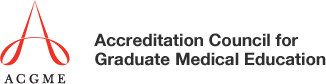 Accreditation Council for
Graduate Medical Education
ACGME